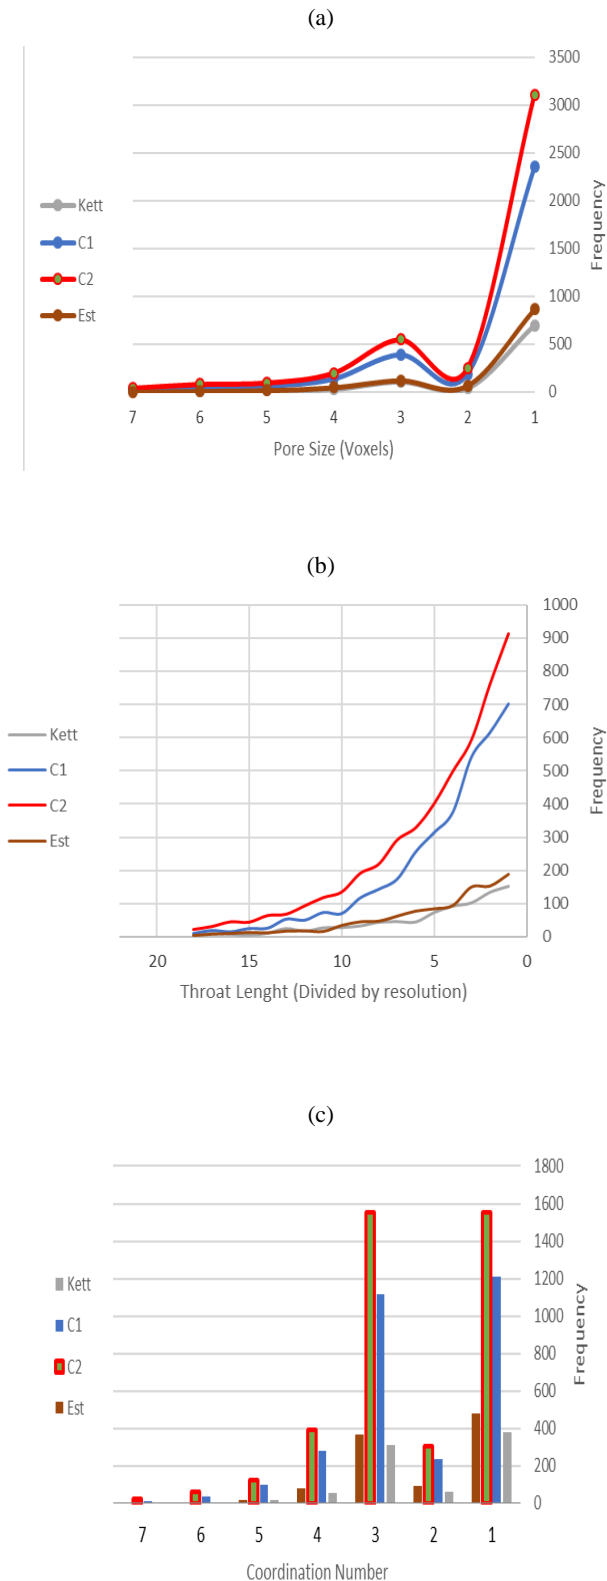 (a)
3500
3000
2500
2000
1500
1000
500
0
Frequency
Kett
C1
C2
Est
7 6 5 4 3 2 1
Pore Size (Voxels)
(b)
1000
900
800
700
600
500
400
300
200
100
0
Frequency
Kett
C1
C2
Est
20 15 10 5 0
Throat Lenght (Divided by resolution)
(c)
1800
1600
1400
1200
1000
800
600
400
200
0
Frequency
Kett
C1
C2
Est
7 6 5 4 3 2 1
Coordination Number